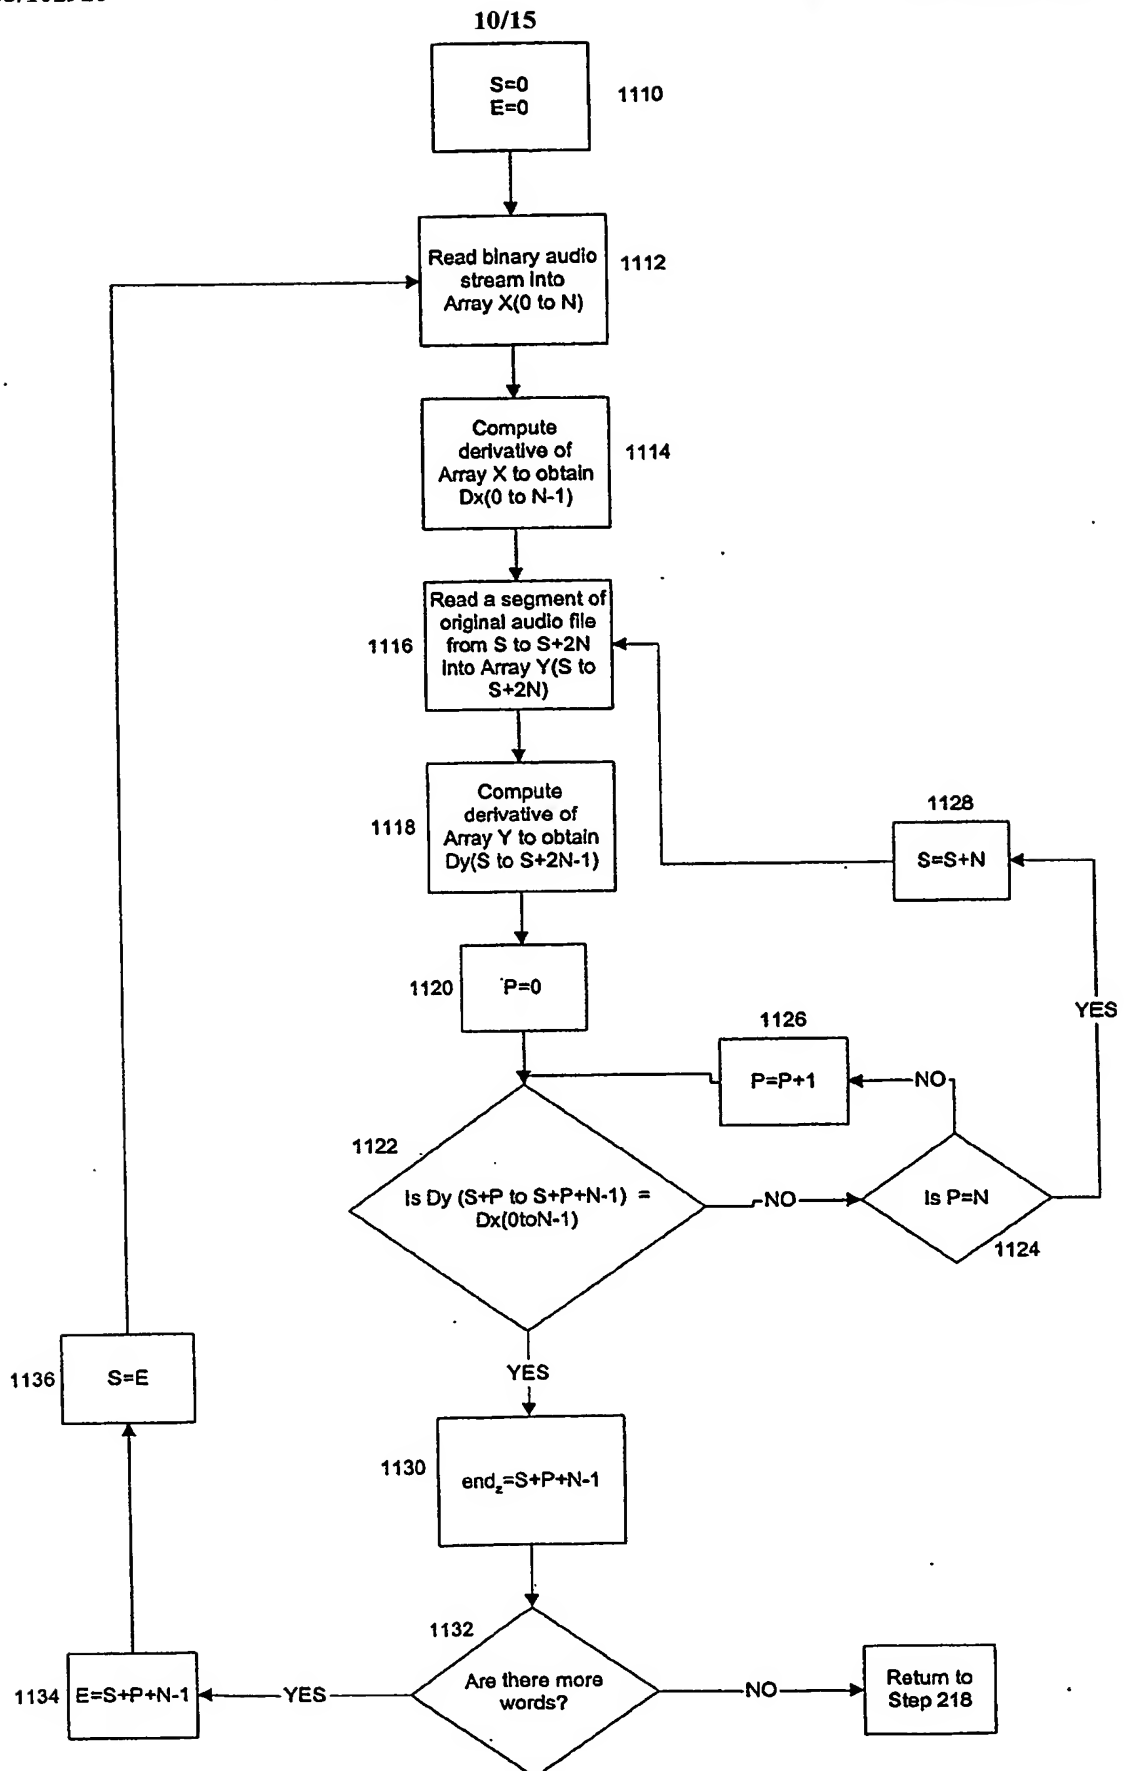 10/15
S=0
E=0
1110
Read binary audio
stream into
Array X(0 to N)
1112
Compute
derivative of
Array X to obtain
Dx(0 to N-1)
1114
Read a segment of
original audio file
from S to S+2N
into Array Y(S to
S+2N)
1116
Compute
derivative of
Array Y to obtain
Dy(S to S+2N-1)
1118
1128
S=S+N
P=0
1120
YES
1126
P=P+1
NO
1122
Is Dy (S+P to S+P+N-1) =
Dx(0toN-1)
NO
Is P=N
1124
YES
1136
S=E
1130
end_z=S+P+N-1
1132
Are there more
words?
YES
1134
E=S+P+N-1
NO
Return to
Step 218